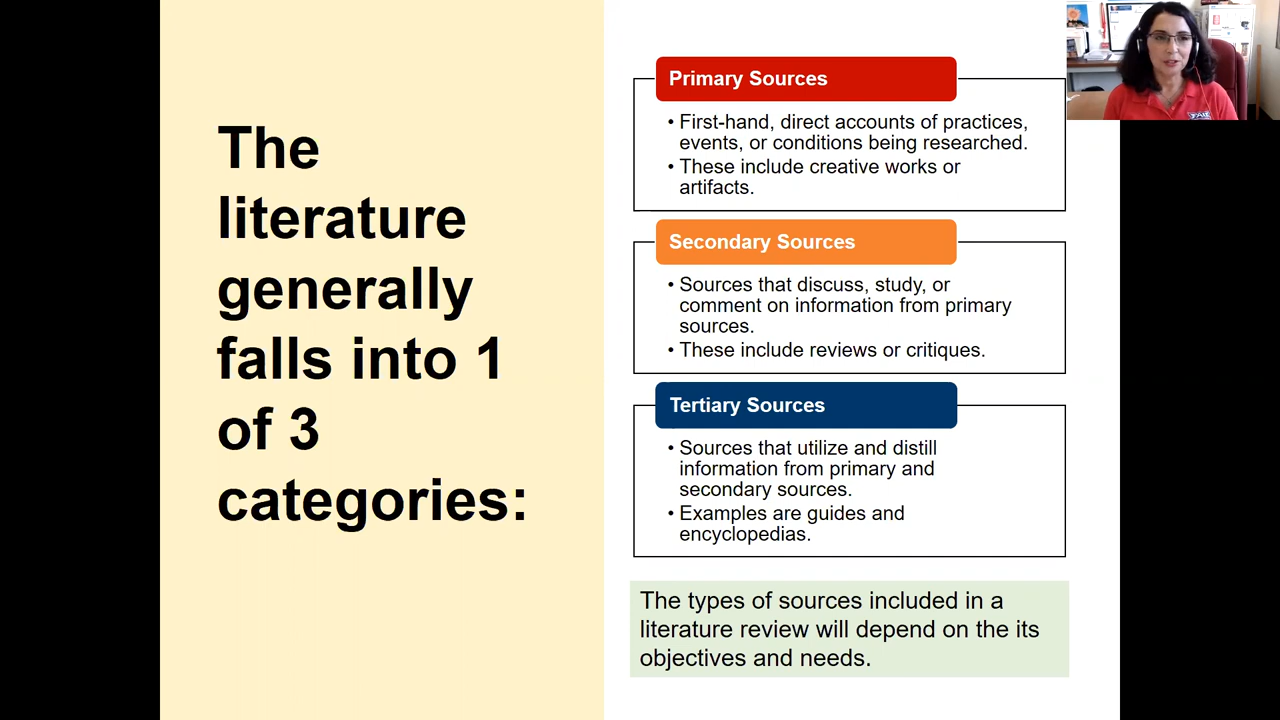 The
literature
generally
falls into 1
of 3
categories:
Primary Sources
• First-hand, direct accounts of practices,
events, or conditions being researched.
• These include creative works or
artifacts.
Secondary Sources
• Sources that discuss, study, or
comment on information from primary
sources.
• These include reviews or critiques.
Tertiary Sources
• Sources that utilize and distill
information from primary and
secondary sources.
• Examples are guides and
encyclopedias.
The types of sources included in a
literature review will depend on the its
objectives and needs.